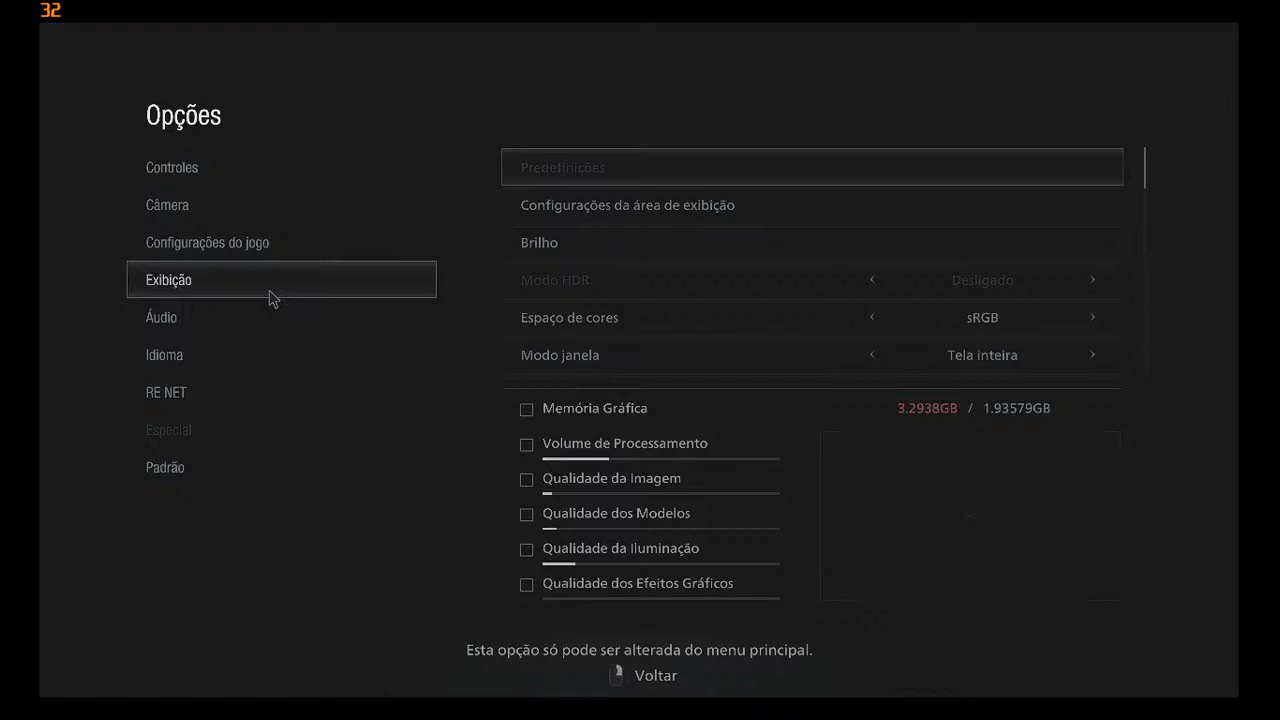 32
Opções
Controles
Câmera
Configurações do jogo
Exibição
Áudio
Idioma
RE NET
Especial
Padrão
Predefinições
Configurações da área de exibição
Brilho
Modo HDR Desligado
Espaço de cores sRGB
Modo janela Tela inteira
Memória Gráfica 3.2938GB / 1.93579GB
Volume de Processamento
Qualidade da Imagem
Qualidade dos Modelos
Qualidade da Iluminação
Qualidade dos Efeitos Gráficos
Esta opção só pode ser alterada do menu principal.
Voltar